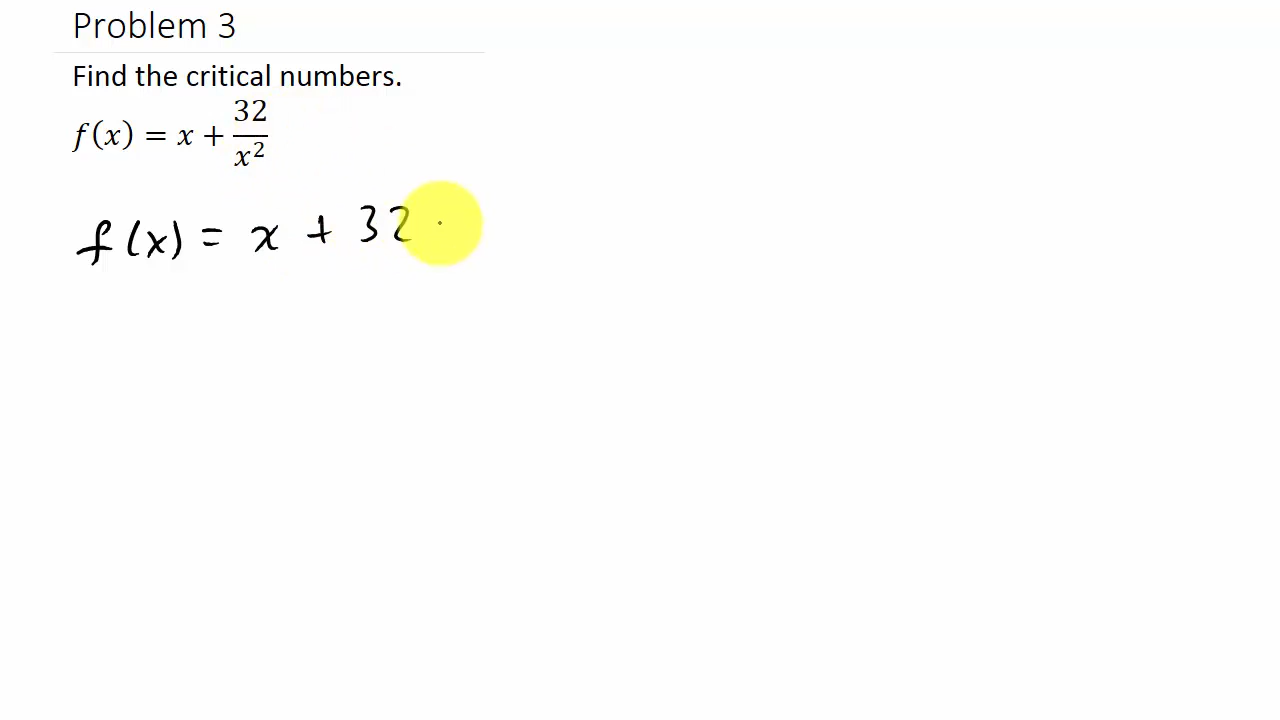 Problem 3
Find the critical numbers.
f(x) = x + 32/x²
f(x) = x + 32